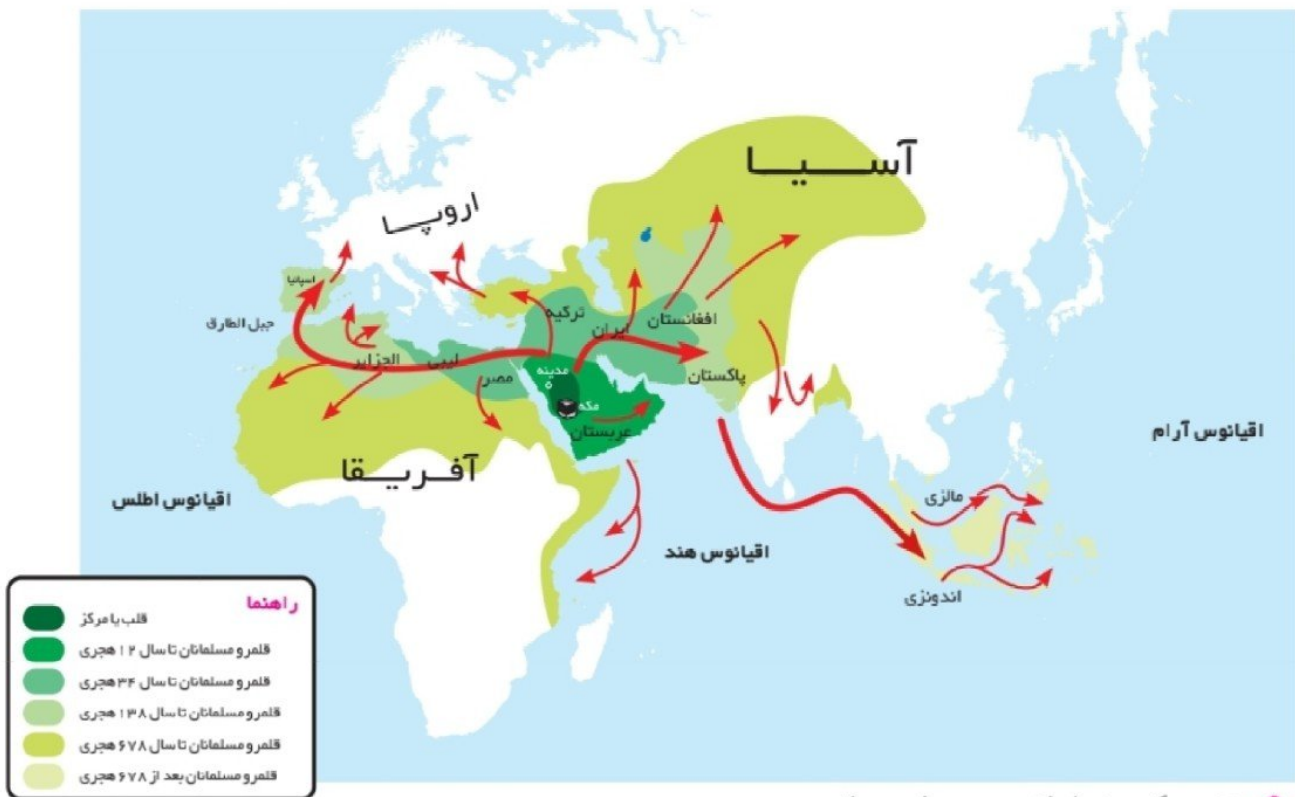 آسیا
اروپا
اسپانیا
جبل الطارق
ترکیه
ایران
افغانستان
الجزایر
لیبی
مصر
مدینه
پاکستان
مکه
عربستان
آفریقا
اقیانوس آرام
اقیانوس اطلس
مالزی
اقیانوس هند
اندونزی
راهنما
قلب یا مرکز
قلمرو مسلمانان تا سال ۱۲ هجری
قلمرو مسلمانان تا سال ۳۴ هجری
قلمرو مسلمانان تا سال ۱۳۸ هجری
قلمرو مسلمانان تا سال ۶۷۸ هجری
قلمرو مسلمانان بعد از ۶۷۸ هجری